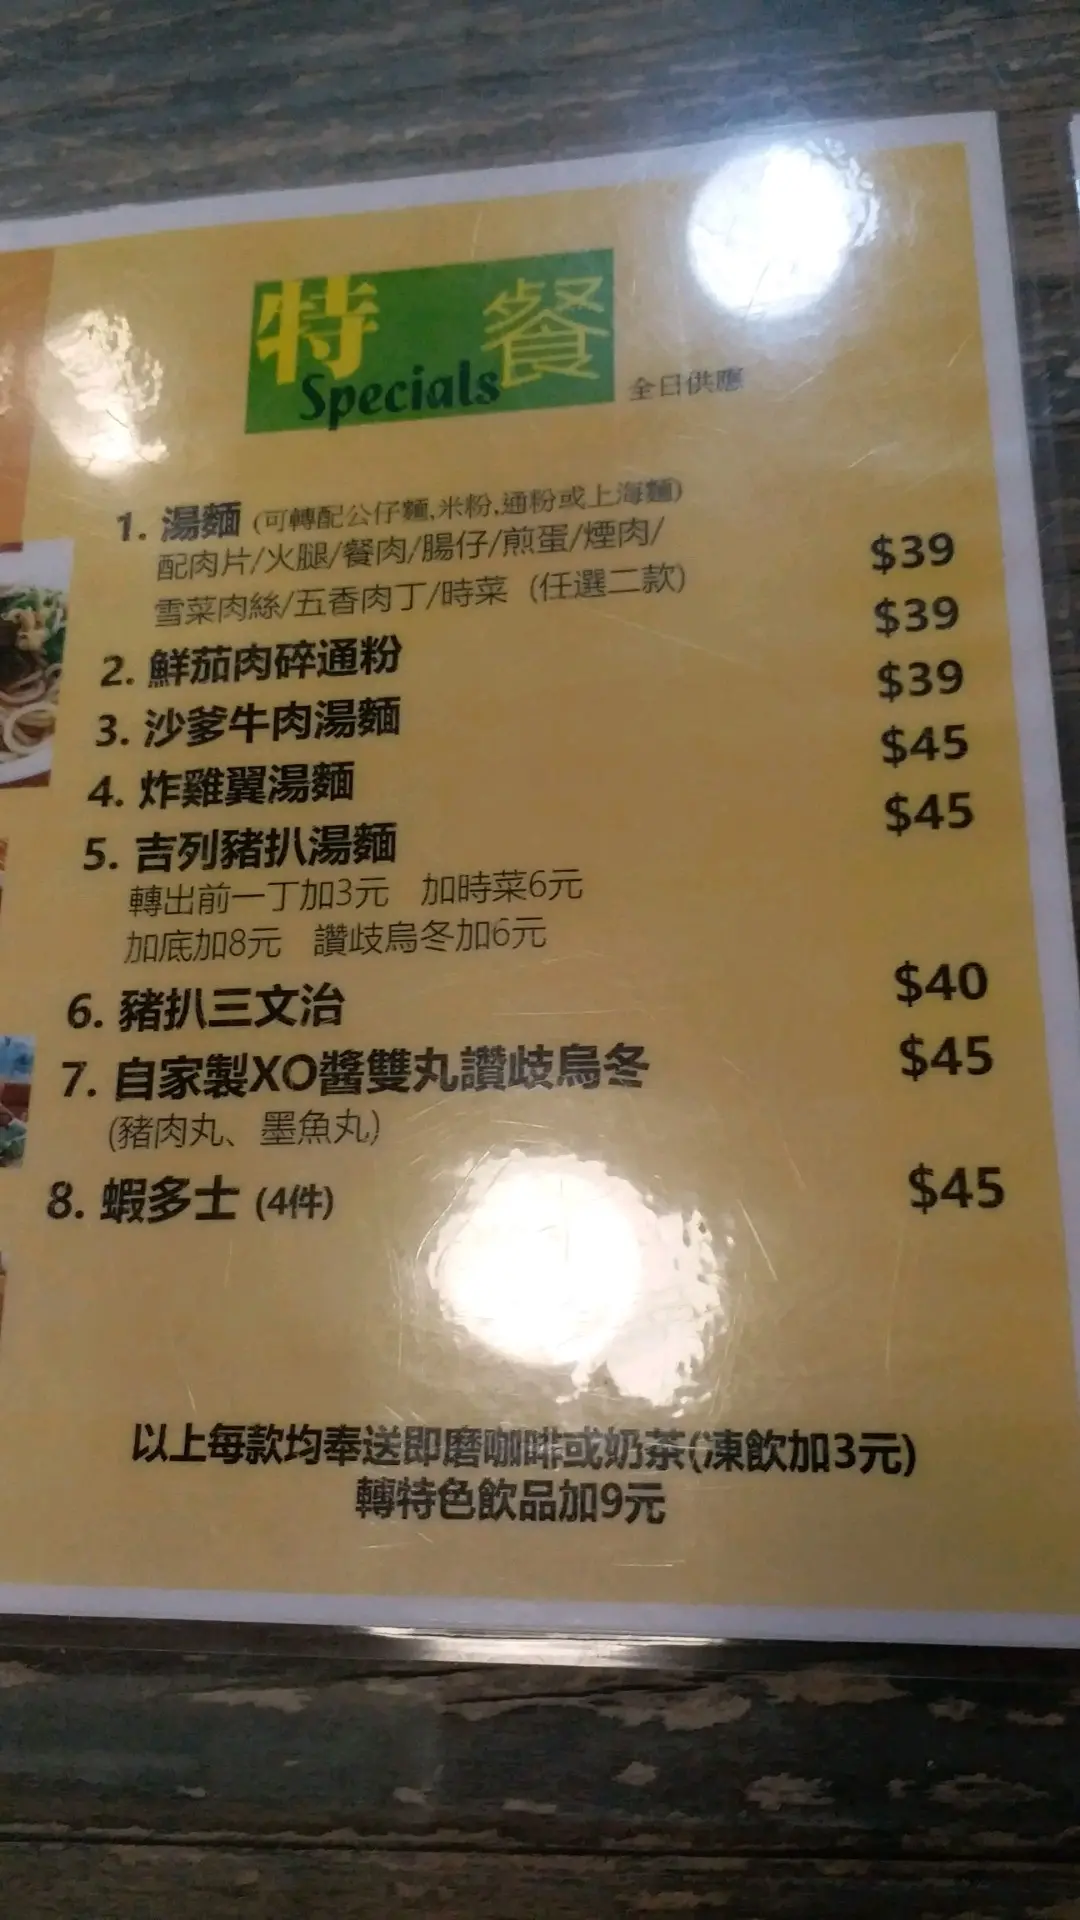 特餐
Specials
全日供應
1. 湯麵 (可轉配公仔麵,米粉,通粉或上海麵)
配肉片/火腿/餐肉/腸仔/煎蛋/煙肉/ $39
雪菜肉絲/五香肉丁/時菜 (任選二款)
2. 鮮茄肉碎通粉 $39
3. 沙爹牛肉湯麵 $39
4. 炸雞翼湯麵 $45
5. 吉列豬扒湯麵 $45
轉出前一丁加3元 加時菜6元
加底加8元 讚歧烏冬加6元
6. 豬扒三文治 $40
7. 自家製XO醬雙丸讚歧烏冬 $45
(豬肉丸、墨魚丸)
8. 蝦多士 (4件) $45
以上每款均奉送即磨咖啡或奶茶(凍飲加3元)
轉特色飲品加9元